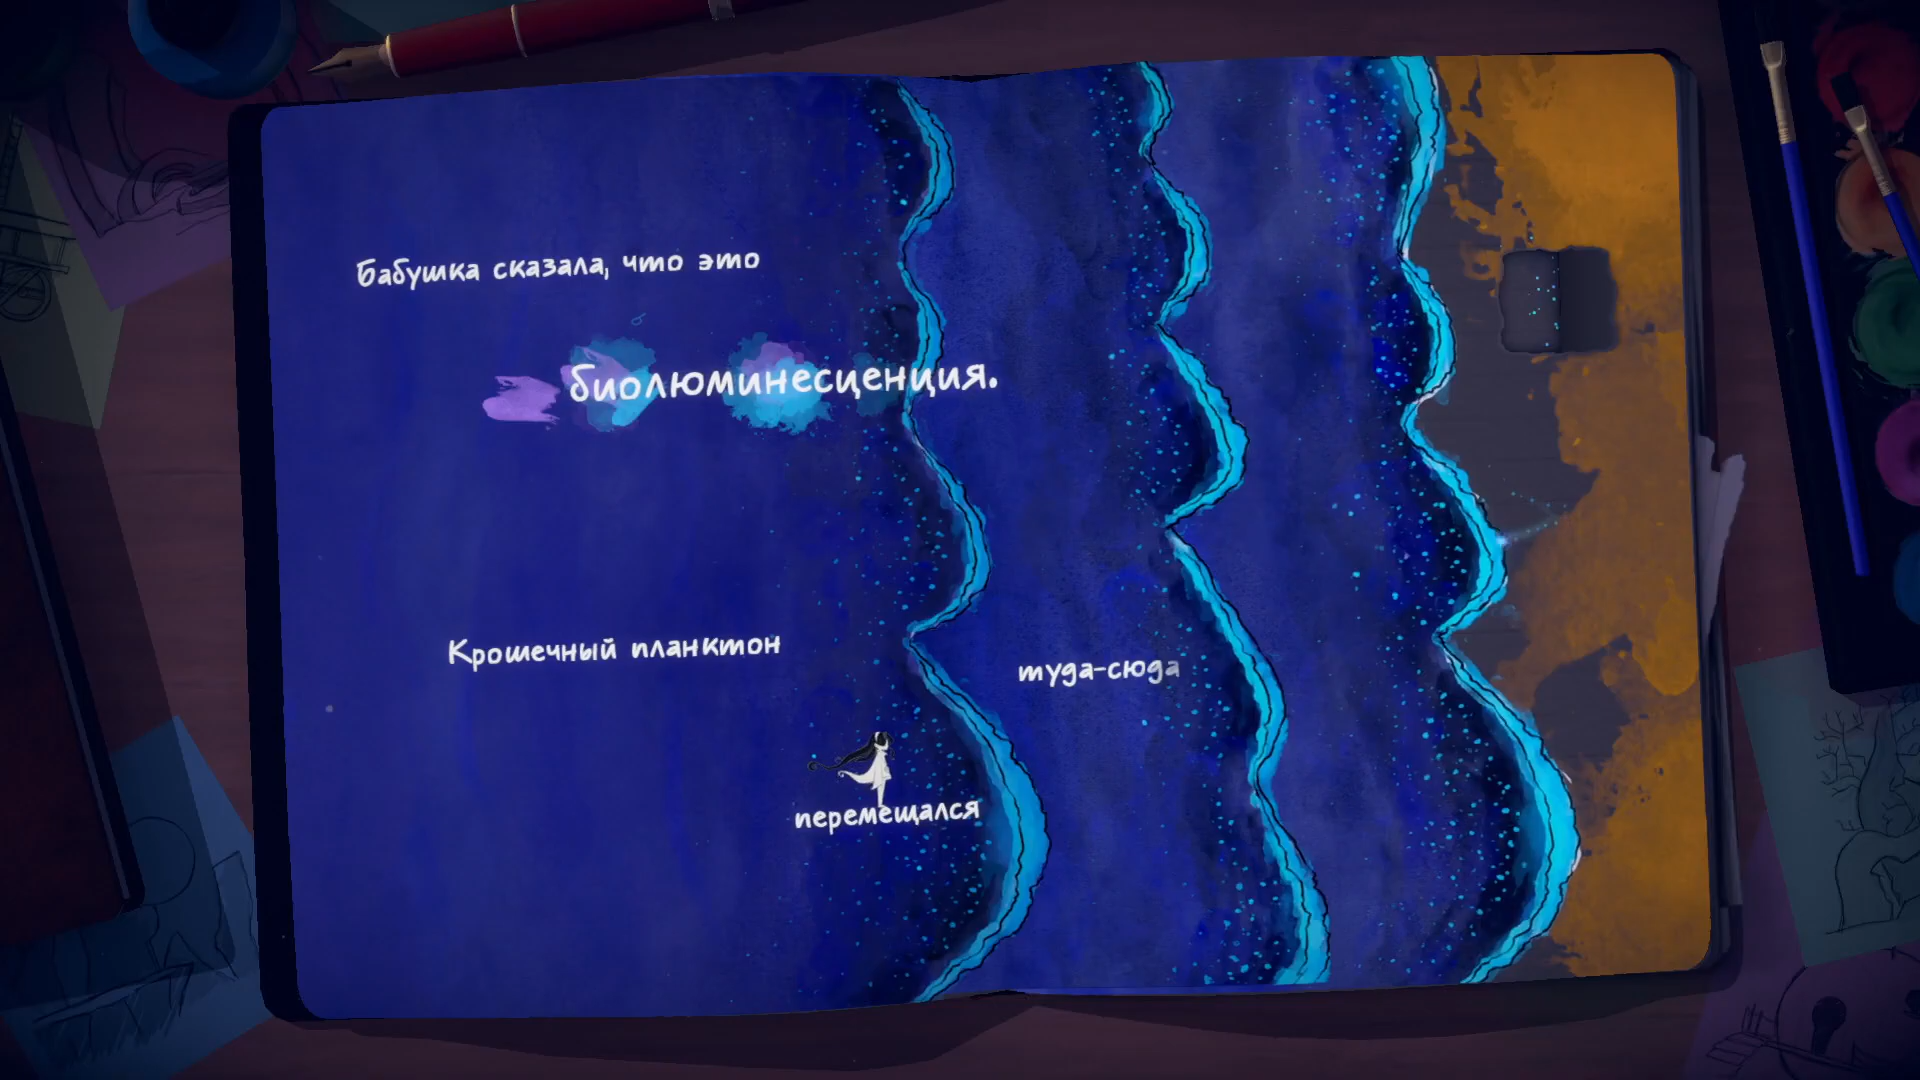 Бабушка сказала, что это
биолюминесценция.
Крошечный планктон
туда-сюда
перемещался